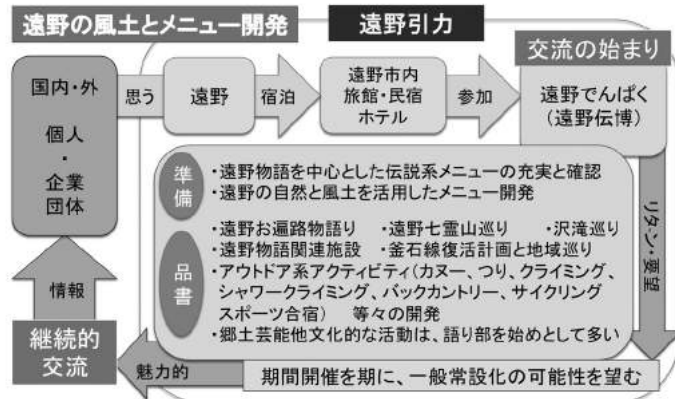 遠野の風土とメニュー開発
遠野引力
交流の始まり
国内・外
個人
・
企業
団体
思う
遠野
宿泊
遠野市内
旅館・民宿
ホテル
参加
遠野でんぱく
(遠野伝博)
準備
・遠野物語を中心とした伝説系メニューの充実と確認
・遠野の自然と風土を活用したメニュー開発
品書
・遠野お遍路物語り ・遠野七霊山巡り ・沢滝巡り
・遠野物語関連施設 ・釜石線復活計画と地域巡り
・アウトドア系アクティビティ(カヌー、つり、クライミング、
シャワークライミング、バックカントリー、サイクリング
スポーツ合宿) 等々の開発
・郷土芸能他文化的な活動は、語り部を始めとして多い
リターン・要望
情報
継続的
交流
魅力的
期間開催を期に、一般常設化の可能性を望む